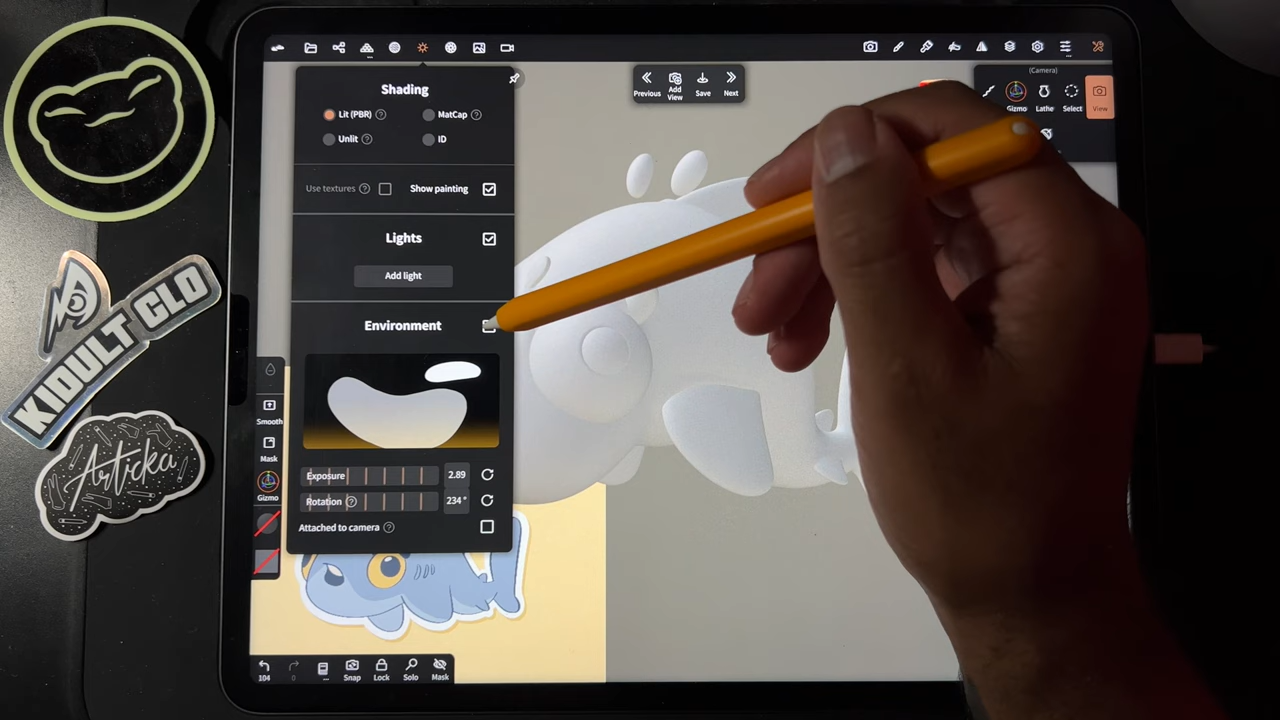 Shading
Lit (PBR) ?
MatCap ?
Unlit ?
ID
Use textures ?
Show painting
Lights
Add light
Environment
Exposure
2.89
Rotation ?
234 °
Attached to camera ?
Previous
Add View
Save
Next
(Camera)
Gizmo
Lathe
Select
View
Smooth
Mask
Gizmo
104
0
Snap
Lock
Solo
Mask
KIDULT CLO
Articka